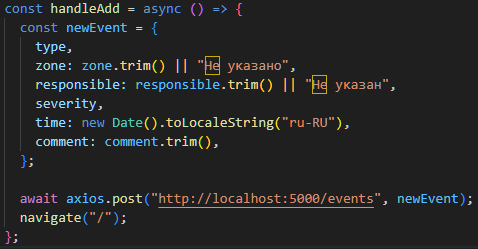 const handleAdd = async () => {
  const newEvent = {
    type,
    zone: zone.trim() || "Не указано",
    responsible: responsible.trim() || "Не указан",
    severity,
    time: new Date().toLocaleString("ru-RU"),
    comment: comment.trim(),
  };

  await axios.post("http://localhost:5000/events", newEvent);
  navigate("/");
};